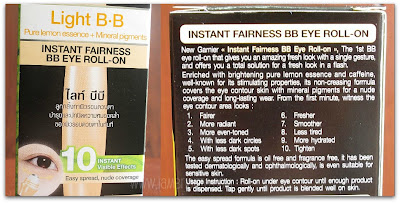 Light B·B
Pure lemon essence + Mineral pigments
INSTANT FAIRNESS
BB EYE ROLL-ON
ไลท์ บีบี
10 INSTANT
Visible Effects
Easy spread, nude coverage
INSTANT FAIRNESS BB EYE ROLL-ON
New Garnier « Instant Fairness BB Eye Roll-on », The 1st BB
eye roll-on that gives you an amazing fresh look with a single gesture,
and offers you a total solution for a fresh look in a flash.
Enriched with brightening pure lemon essence and caffeine,
well-known for its stimulating properties, its non-creasing formula
covers the eye contour skin with mineral pigments for a nude
coverage and long-lasting wear. From the first minute, witness the
eye contour area looks :
1. Fairer
2. More radiant
3. More even-toned
4. With less dark circles
5. With less dark spots
6. Fresher
7. Smoother
8. Less tired
9. More hydrated
10. Tighten
The easy spread formula is oil free and fragrance free, it has been
tested dermatologically and ophthalmologically, is even suitable for
sensitive skin.
Usage Instruction : Roll-on under eye contour until enough product
is dispensed. Tap gently until product is blended well on skin.